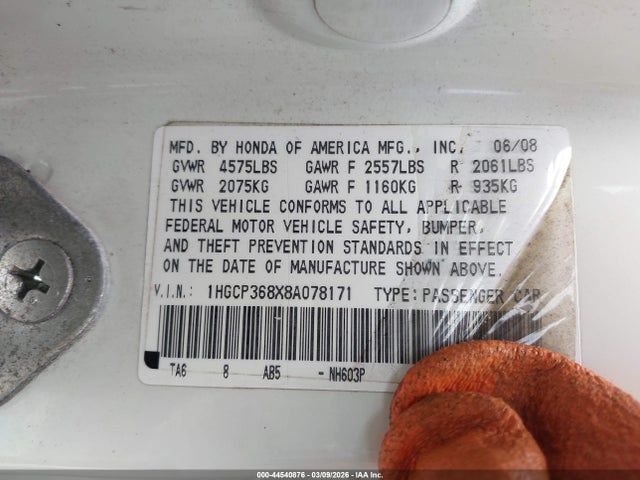 MFD. BY HONDA OF AMERICA MFG., INC. 06/08
GVWR 4575LBS GAWR F 2557LBS R 2061LBS
GVWR 2075KG GAWR F 1160KG R 935KG
THIS VEHICLE CONFORMS TO ALL APPLICABLE
FEDERAL MOTOR VEHICLE SAFETY, BUMPER,
AND THEFT PREVENTION STANDARDS IN EFFECT
ON THE DATE OF MANUFACTURE SHOWN ABOVE.
V.I.N.: 1HGCP368X8A078171 TYPE: PASSENGER CAR
TA6 8 AB5 - NH603P
000-44540876 | 03/09/2026 | IAA Inc.